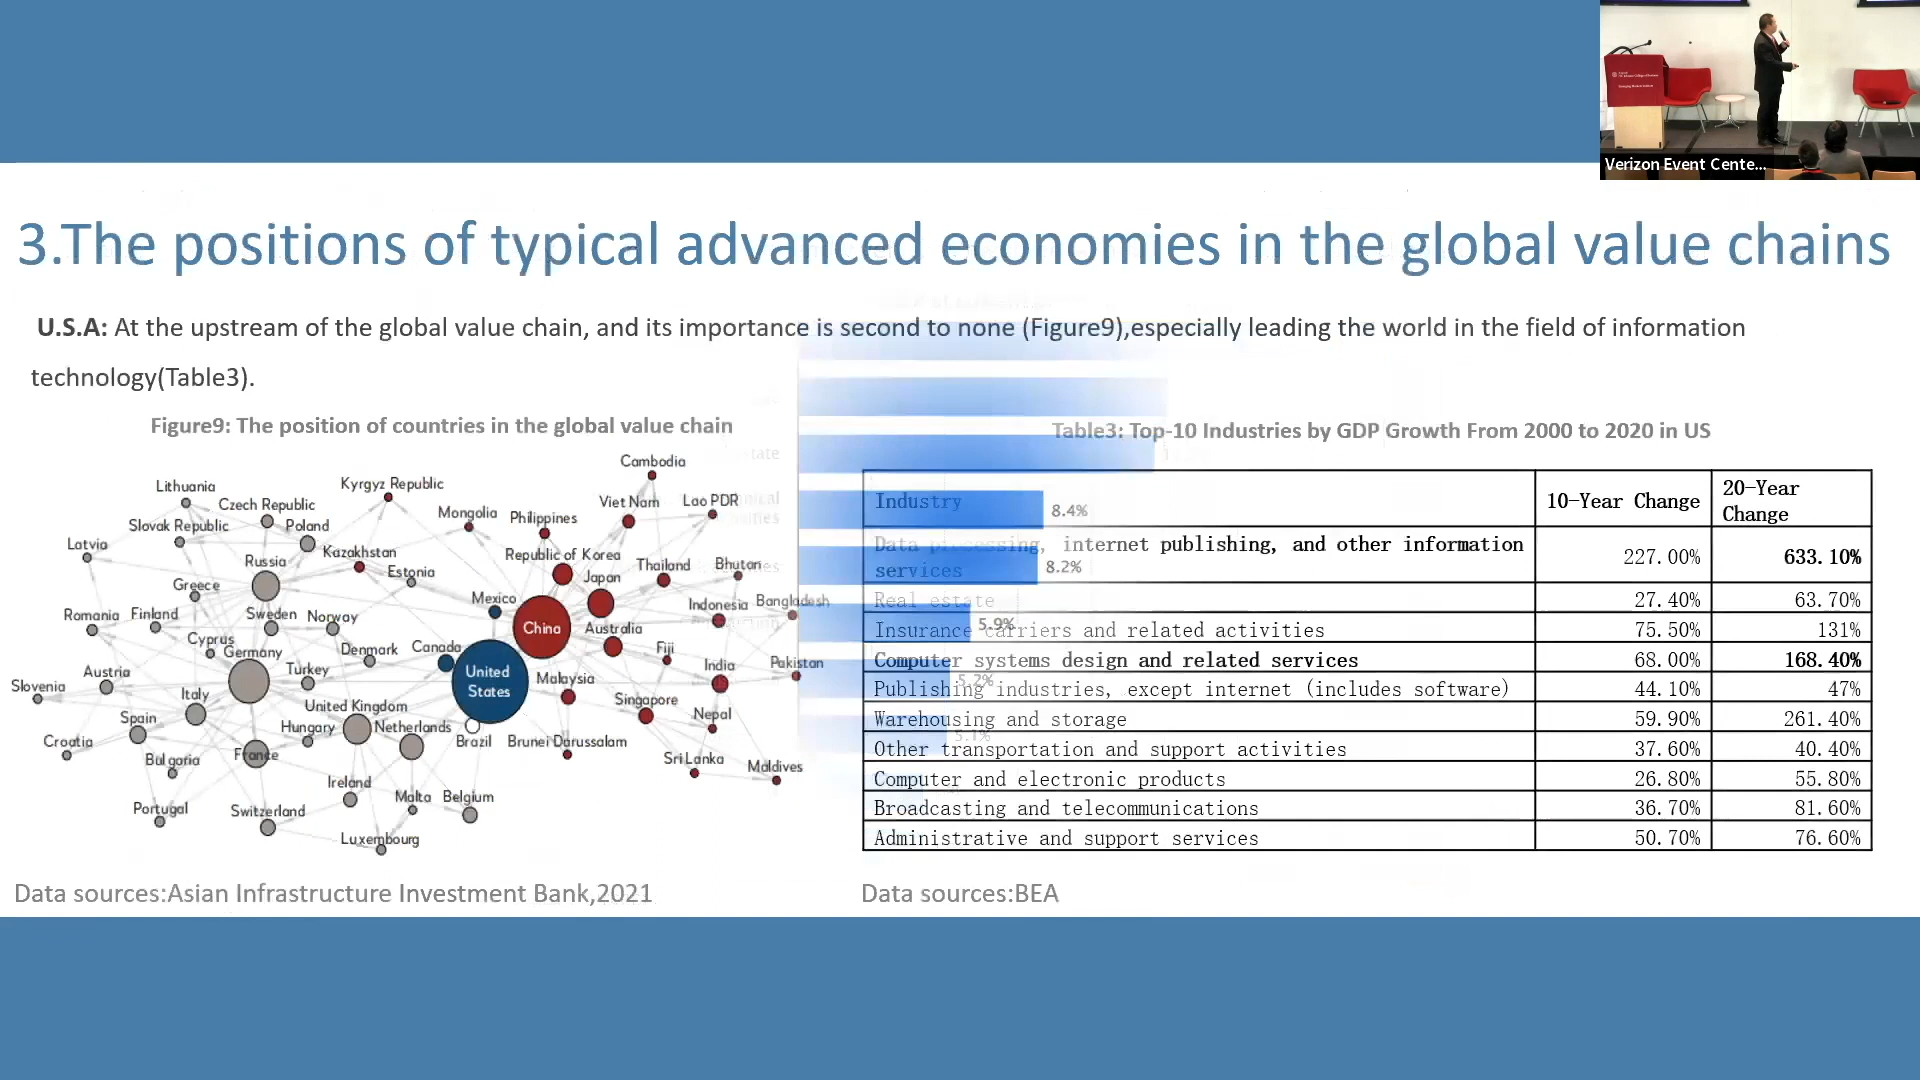 Verizon Event Cente...
3.The positions of typical advanced economies in the global value chains
U.S.A: At the upstream of the global value chain, and its importance is second to none (Figure9),especially leading the world in the field of information
technology(Table3).
Figure9: The position of countries in the global value chain
Cambodia
Lithuania
Kyrgyz Republic
Czech Republic
Viet Nam
Lao PDR
Mongolia
Philippines
Slovak Republic
Poland
Latvia
Kazakhstan
Republic of Korea
Russia
Estonia
Japan
Thailand
Bhutan
Greece
Mexico
Indonesia
Bangladesh
Romania
Finland
Sweden
Norway
China
Australia
Cyprus
Germany
Denmark
Canada
Fiji
Austria
Turkey
United
States
Malaysia
India
Pakistan
Slovenia
Italy
Singapore
Spain
United Kingdom
Hungary
Netherlands
Nepal
Croatia
Bulgaria
France
Brazil
Brunei Darussalam
Sri Lanka
Maldives
Ireland
Malta
Belgium
Portugal
Switzerland
Luxembourg
Data sources:Asian Infrastructure Investment Bank,2021
Table3: Top-10 Industries by GDP Growth From 2000 to 2020 in US
Industry 10-Year Change 20-Year
Change
Data processing, internet publishing, and other information
services 227.00% 633.10%
Real estate 27.40% 63.70%
Insurance carriers and related activities 75.50% 131%
Computer systems design and related services 68.00% 168.40%
Publishing industries, except internet (includes software) 44.10% 47%
Warehousing and storage 59.90% 261.40%
Other transportation and support activities 37.60% 40.40%
Computer and electronic products 26.80% 55.80%
Broadcasting and telecommunications 36.70% 81.60%
Administrative and support services 50.70% 76.60%
8.4%
8.2%
5.9%
5.2%
5.1%
Data sources:BEA